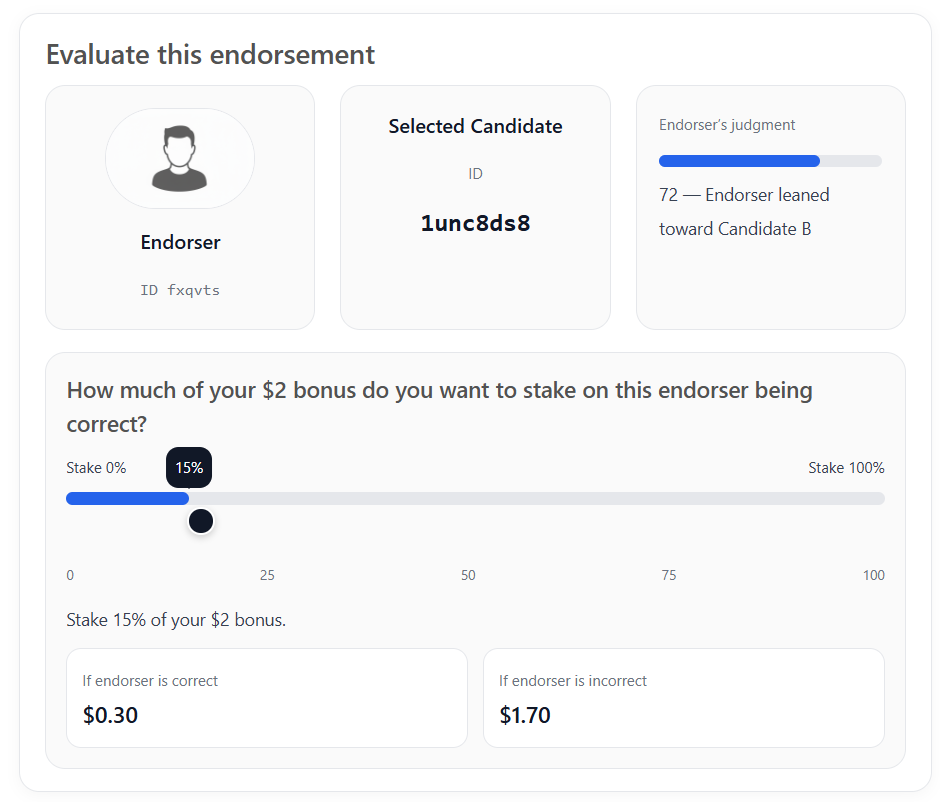 Evaluate this endorsement
Endorser
ID fxqvts
Selected Candidate
ID
1unc8ds8
Endorser's judgment
72 — Endorser leaned
toward Candidate B
How much of your $2 bonus do you want to stake on this endorser being
correct?
Stake 0%
15%
Stake 100%
0
25
50
75
100
Stake 15% of your $2 bonus.
If endorser is correct
$0.30
If endorser is incorrect
$1.70